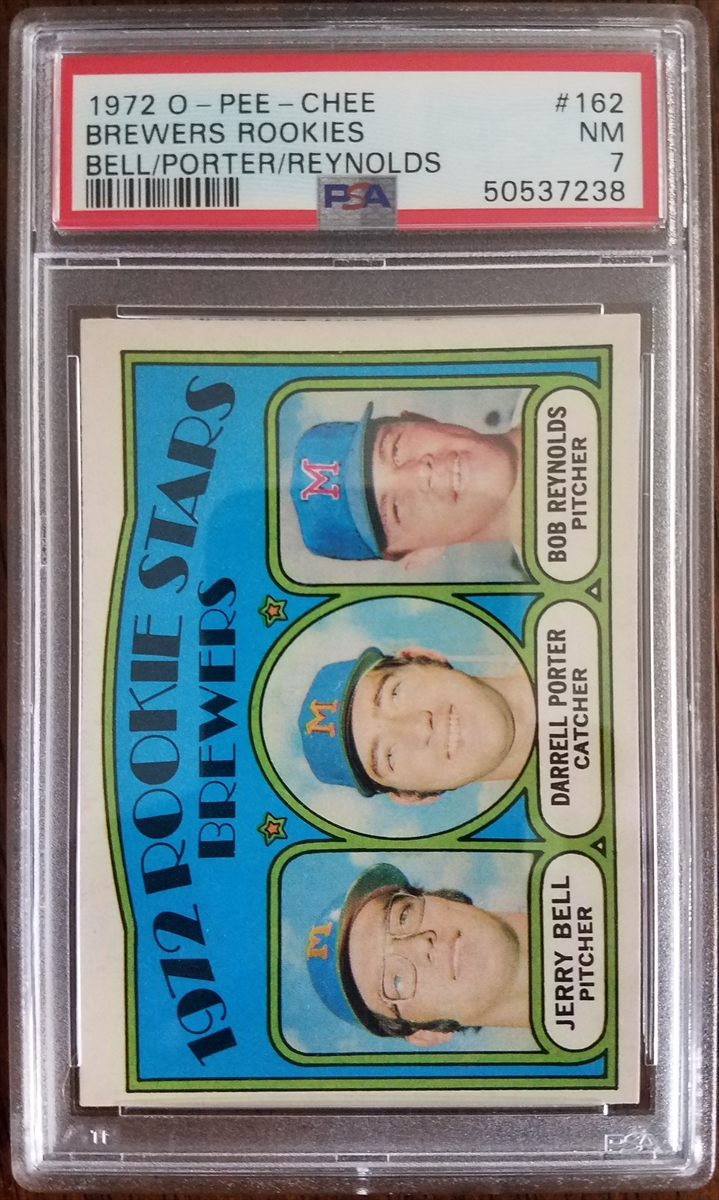 1972 O-PEE-CHEE #162
BREWERS ROOKIES NM
BELL/PORTER/REYNOLDS 7
PSA 50537238
1972 ROOKIE STARS
BREWERS
M
M
M
JERRY BELL
PITCHER
DARRELL PORTER
CATCHER
BOB REYNOLDS
PITCHER
PSA